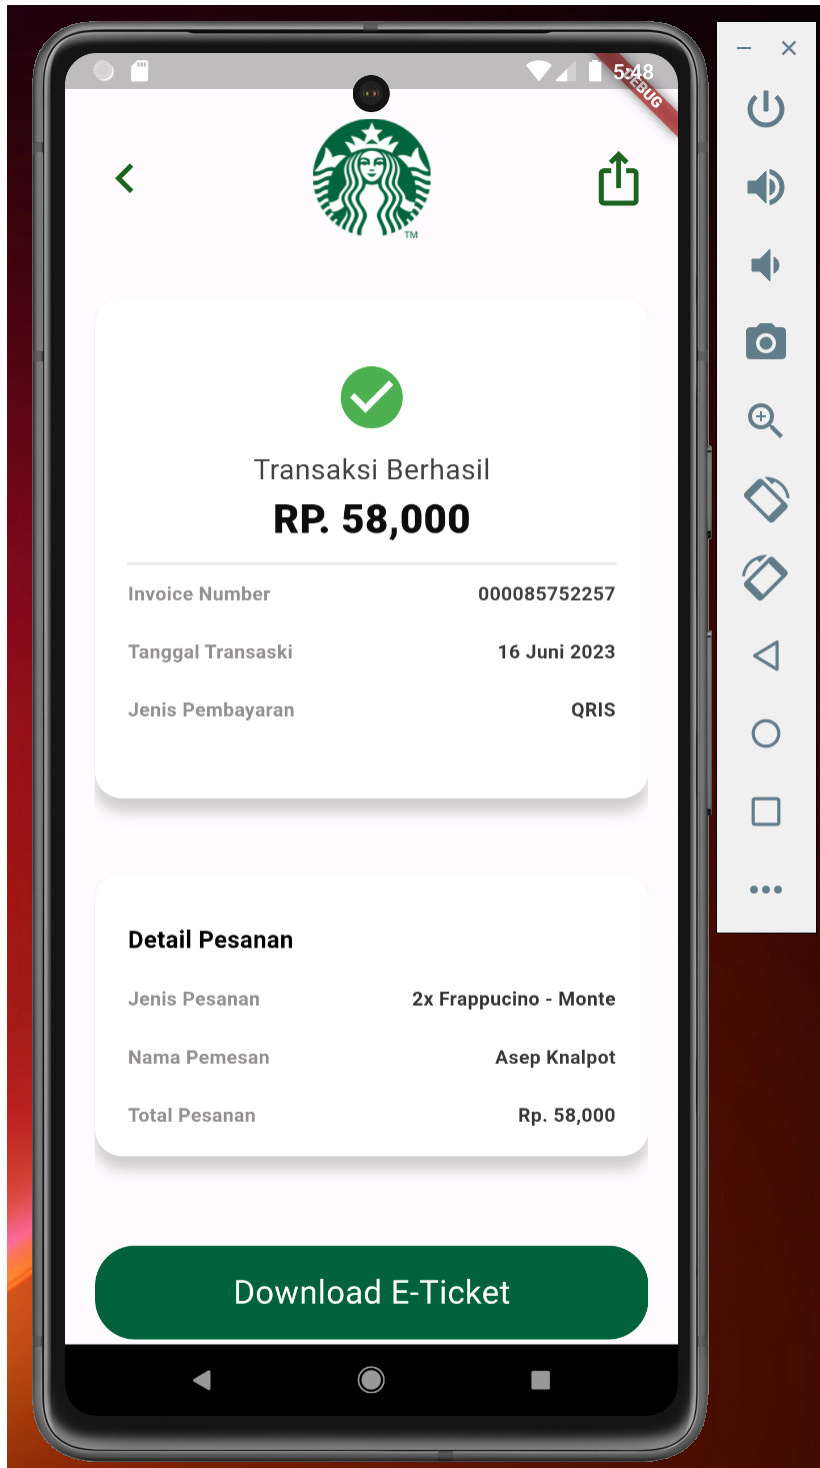 5:48
DEBUG
TM
Transaksi Berhasil
RP. 58,000
Invoice Number 000085752257
Tanggal Transaski 16 Juni 2023
Jenis Pembayaran QRIS
Detail Pesanan
Jenis Pesanan 2x Frappucino - Monte
Nama Pemesan Asep Knalpot
Total Pesanan Rp. 58,000
Download E-Ticket